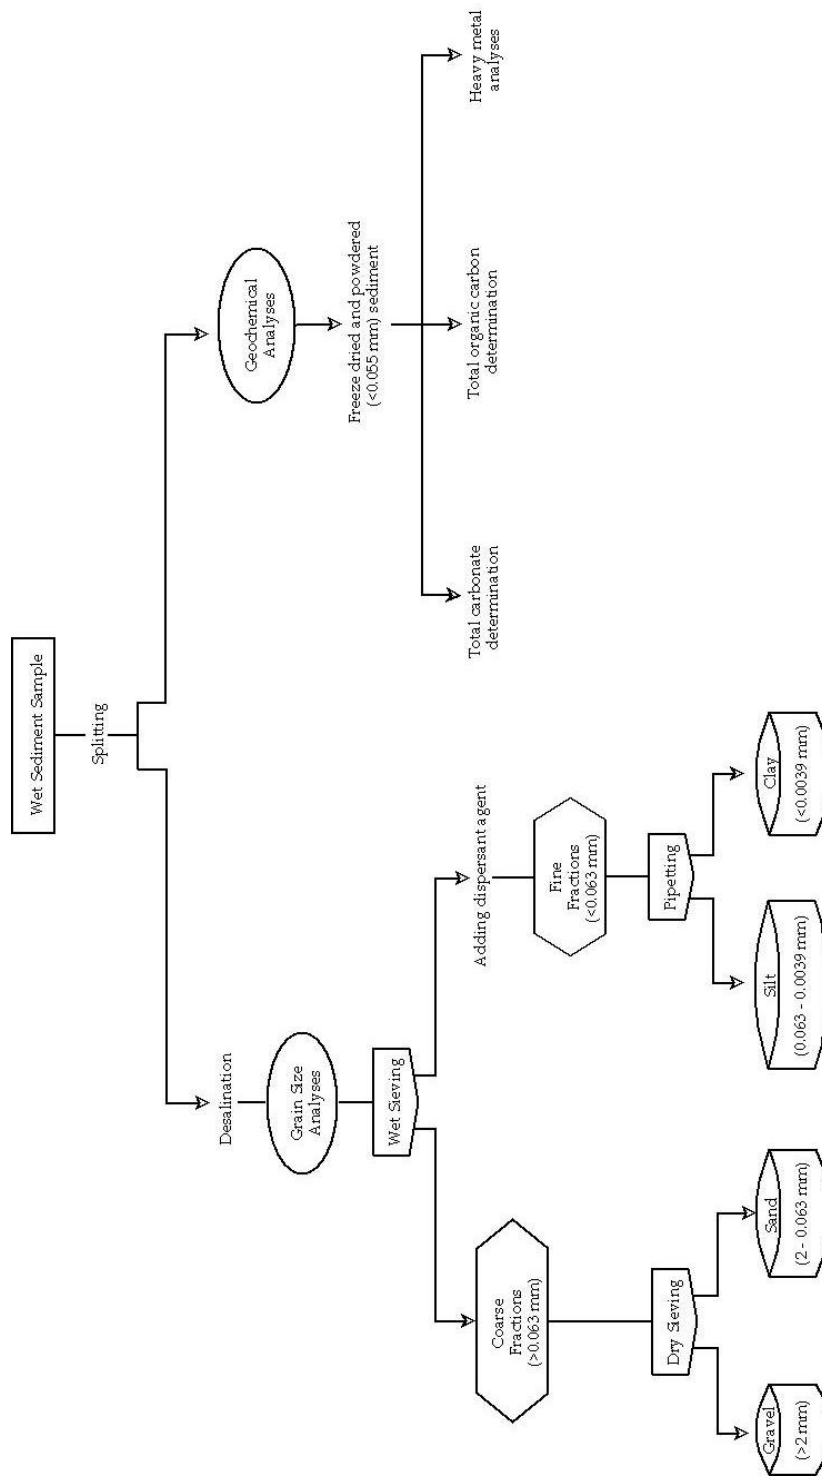 Wet Sediment Sample
Splitting
Desalination
Grain Size
Analyses
Wet Sieving
Coarse
Fractions
(>0.063 mm)
Dry Sieving
Gravel
(>2 mm)
Sand
(2 - 0.063 mm)
Adding dispersant agent
Fine
Fractions
(<0.063 mm)
Pipetting
Silt
(0.063 - 0.0039 mm)
Clay
(<0.0039 mm)
Geochemical
Analyses
Freeze dried and powdered
(<0.055 mm) sediment
Total carbonate
determination
Total organic carbon
determination
Heavy metal
analyses